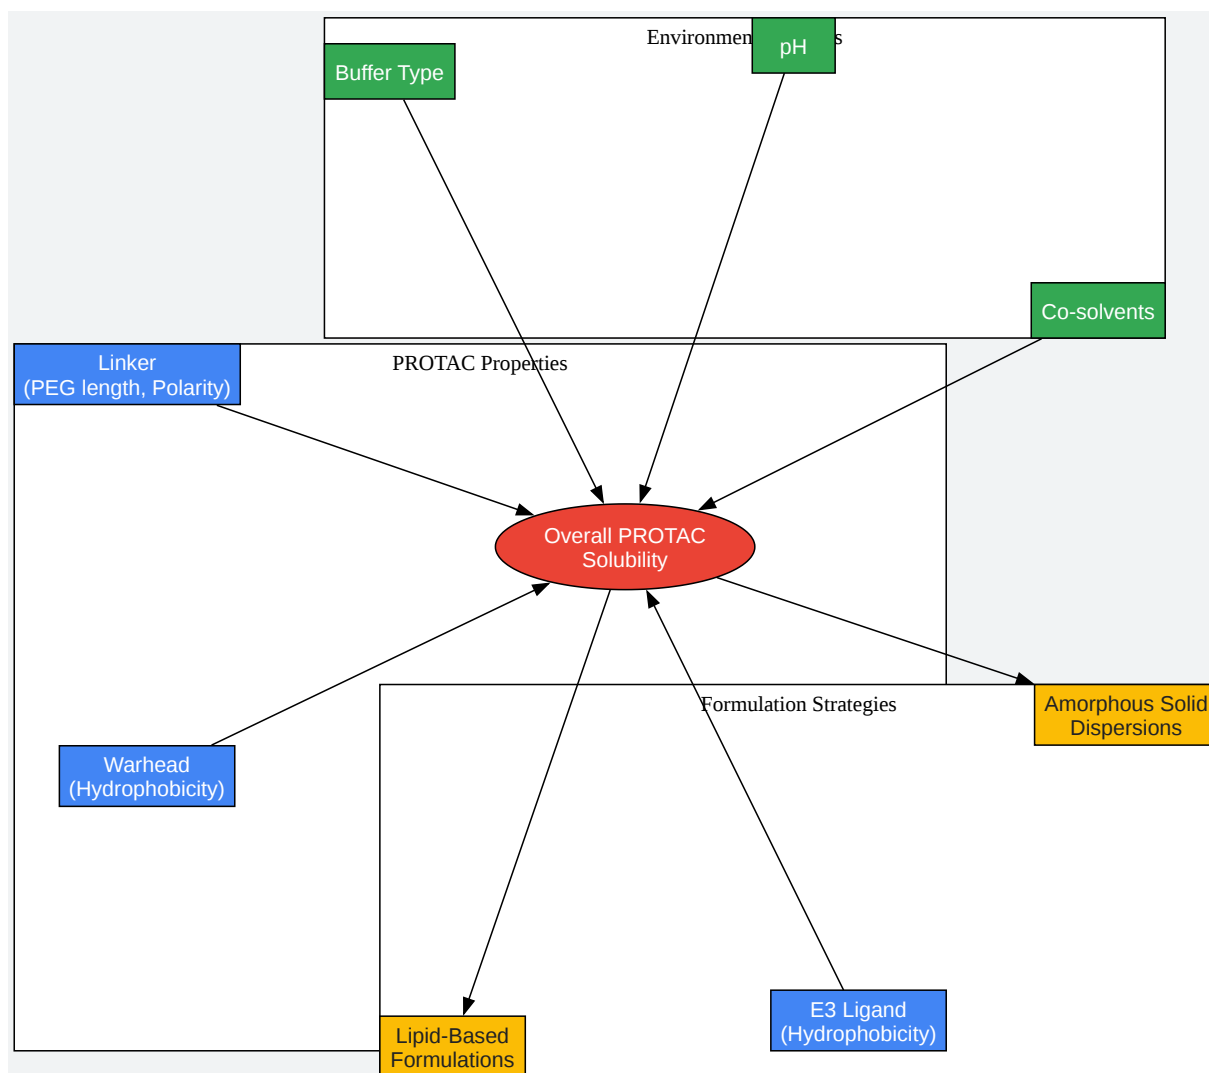 Environmen
s
pH
Buffer Type
Co-solvents
Linker
(PEG length, Polarity)
PROTAC Properties
Overall PROTAC
Solubility
Formulation Strategies
Amorphous Solid
Dispersions
Warhead
(Hydrophobicity)
E3 Ligand
(Hydrophobicity)
Lipid-Based
Formulations